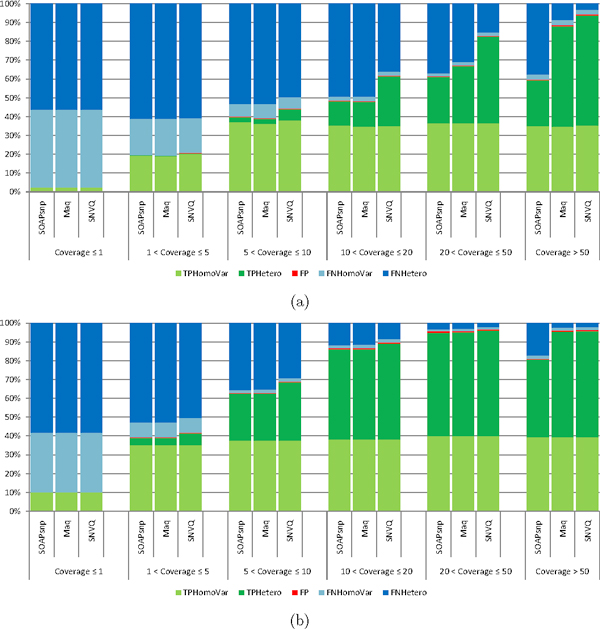 100%
90%
80%
70%
60%
50%
40%
30%
20%
10%
0%
SOAPsnp Maq SNVQ SOAPsnp Maq SNVQ SOAPsnp Maq SNVQ SOAPsnp Maq SNVQ SOAPsnp Maq SNVQ SOAPsnp Maq SNVQ
Coverage ≤ 1 1 < Coverage ≤ 5 5 < Coverage ≤ 10 10 < Coverage ≤ 20 20 < Coverage ≤ 50 Coverage > 50
TPHomoVar TPHetero FP FNHomoVar FNHetero
(a)
100%
90%
80%
70%
60%
50%
40%
30%
20%
10%
0%
SOAPsnp Maq SNVQ SOAPsnp Maq SNVQ SOAPsnp Maq SNVQ SOAPsnp Maq SNVQ SOAPsnp Maq SNVQ SOAPsnp Maq SNVQ
Coverage ≤ 1 1 < Coverage ≤ 5 5 < Coverage ≤ 10 10 < Coverage ≤ 20 20 < Coverage ≤ 50 Coverage > 50
TPHomoVar TPHetero FP FNHomoVar FNHetero
(b)